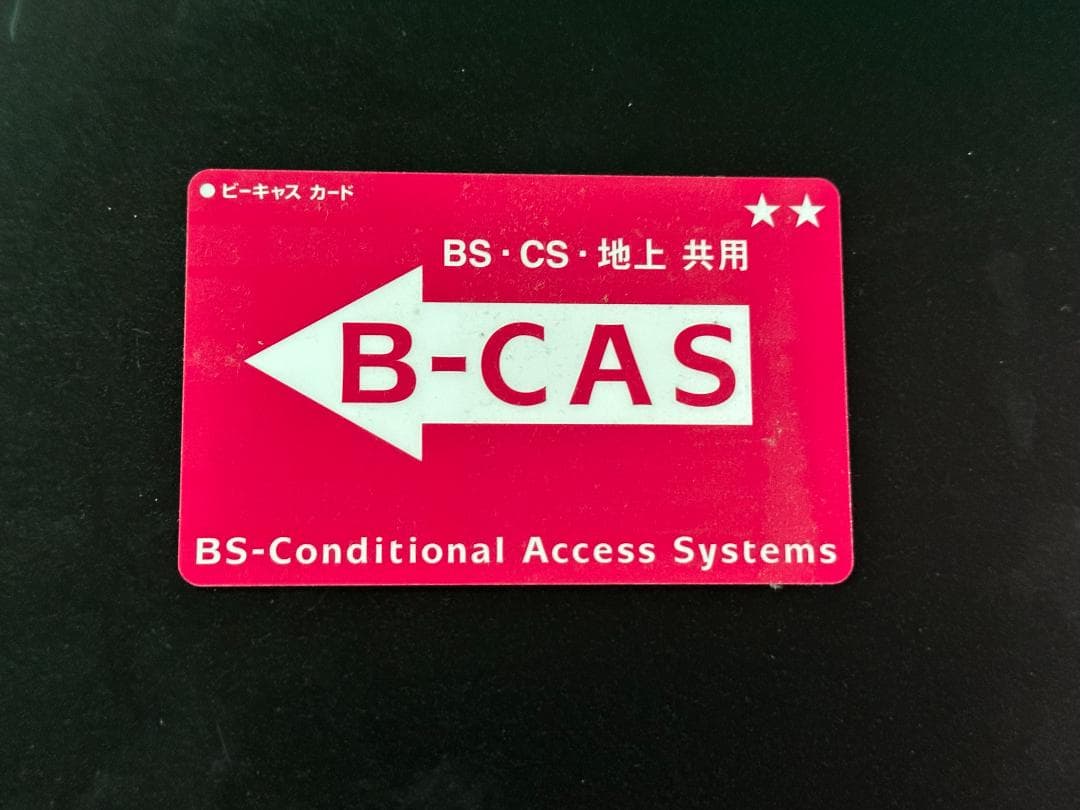 ●ビーキャス カード
★★
BS・CS・地上 共用
B-CAS
BS-Conditional Access Systems